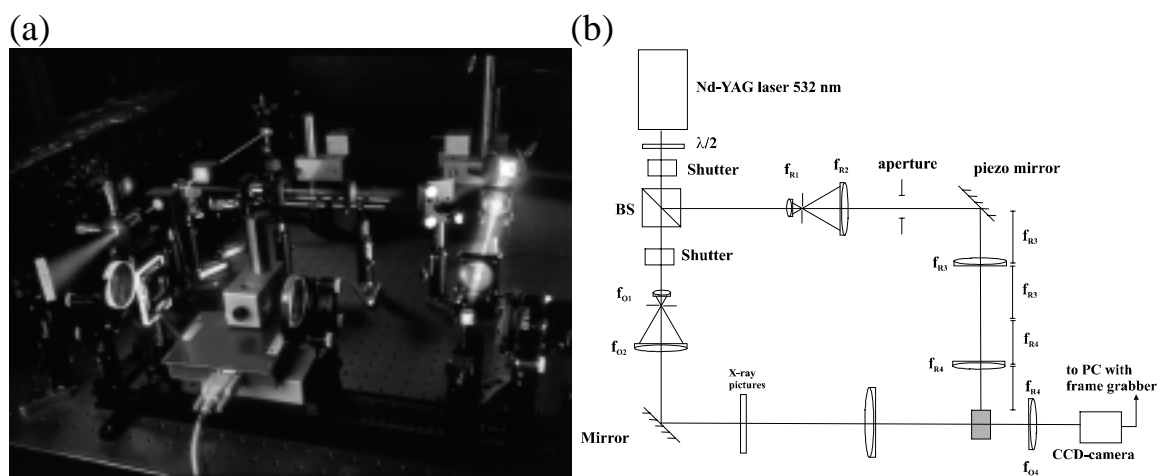 (a)
(b)
Nd-YAG laser 532 nm
λ/2
Shutter
BS
Shutter
f_O1
f_O2
Mirror
X-ray
pictures
f_R1
f_R2
aperture
piezo mirror
f_R3
f_R3
f_R3
f_R4
f_R4
f_R4
f_O4
to PC with
frame grabber
CCD-camera